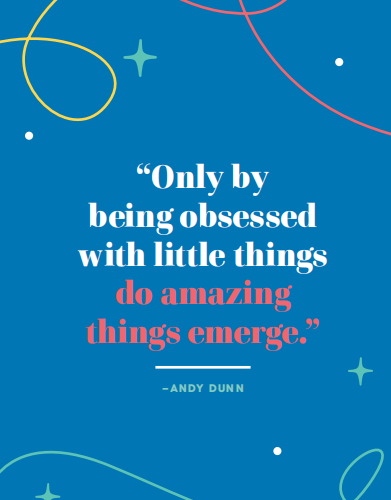 “Only by
being obsessed
with little things
do amazing
things emerge.”
–ANDY DUNN